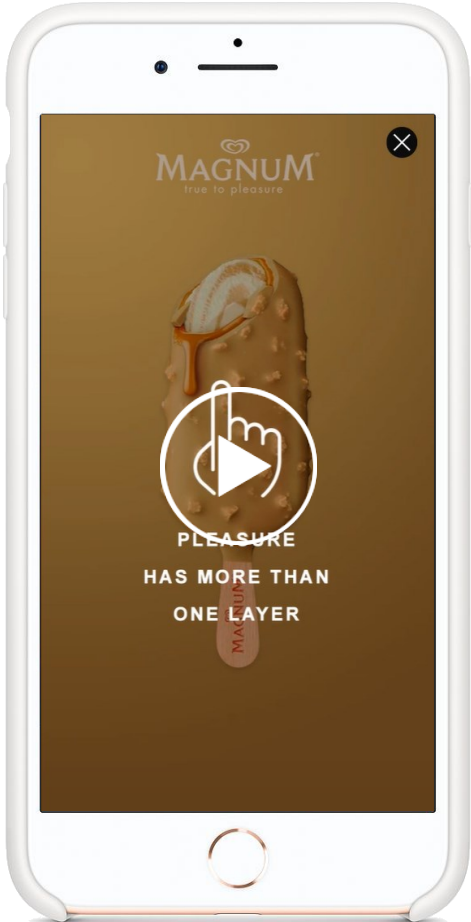 MAGNUM
true to pleasure
PLEASURE
HAS MORE THAN
ONE LAYER
MAGNUM